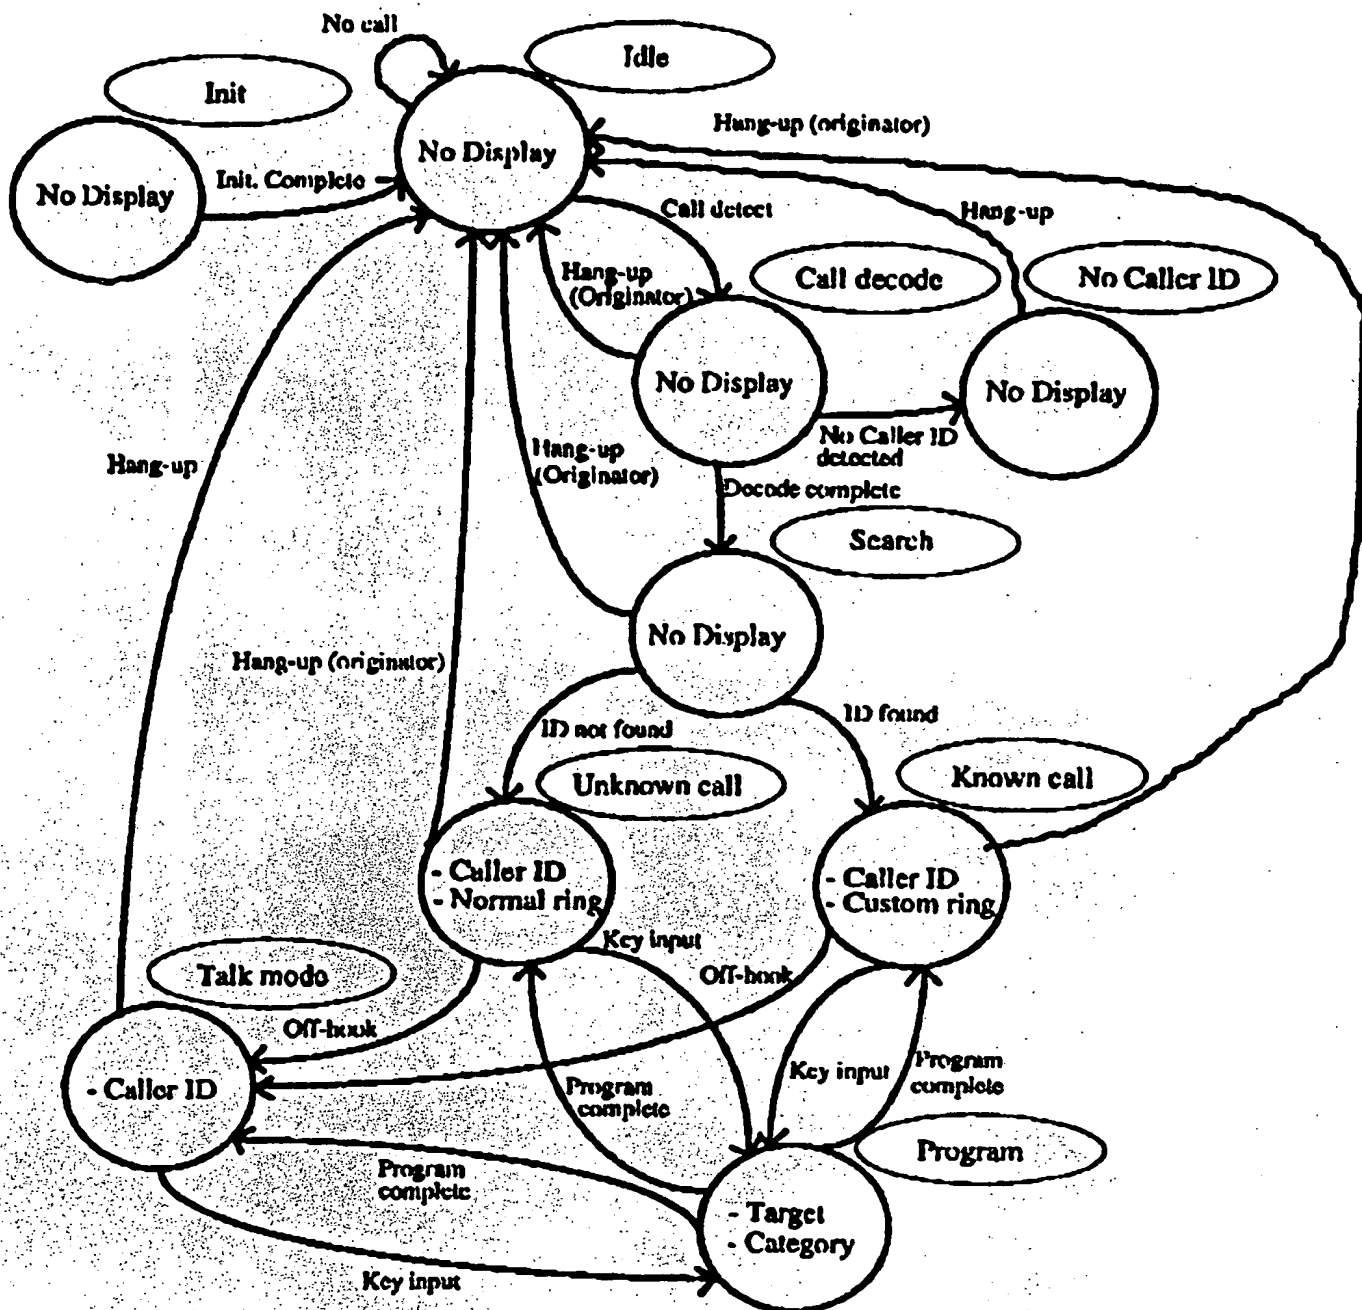 No call
Idle
Init
No Display
Hang-up (originator)
No Display
Init. Complete
Call detect
Hang-up
Hang-up
(Originator)
Call decode
No Caller ID
No Display
No Display
No Caller ID
detected
Hang-up
Hang-up
(Originator)
Decode complete
Search
No Display
Hang-up (originator)
ID not found
ID found
Unknown call
Known call
- Caller ID
- Normal ring
- Caller ID
- Custom ring
Key input
Off-hook
Talk mode
Off-hook
- Caller ID
Key input
Program
complete
Program
complete
Program
Program
complete
- Target
- Category
Key input